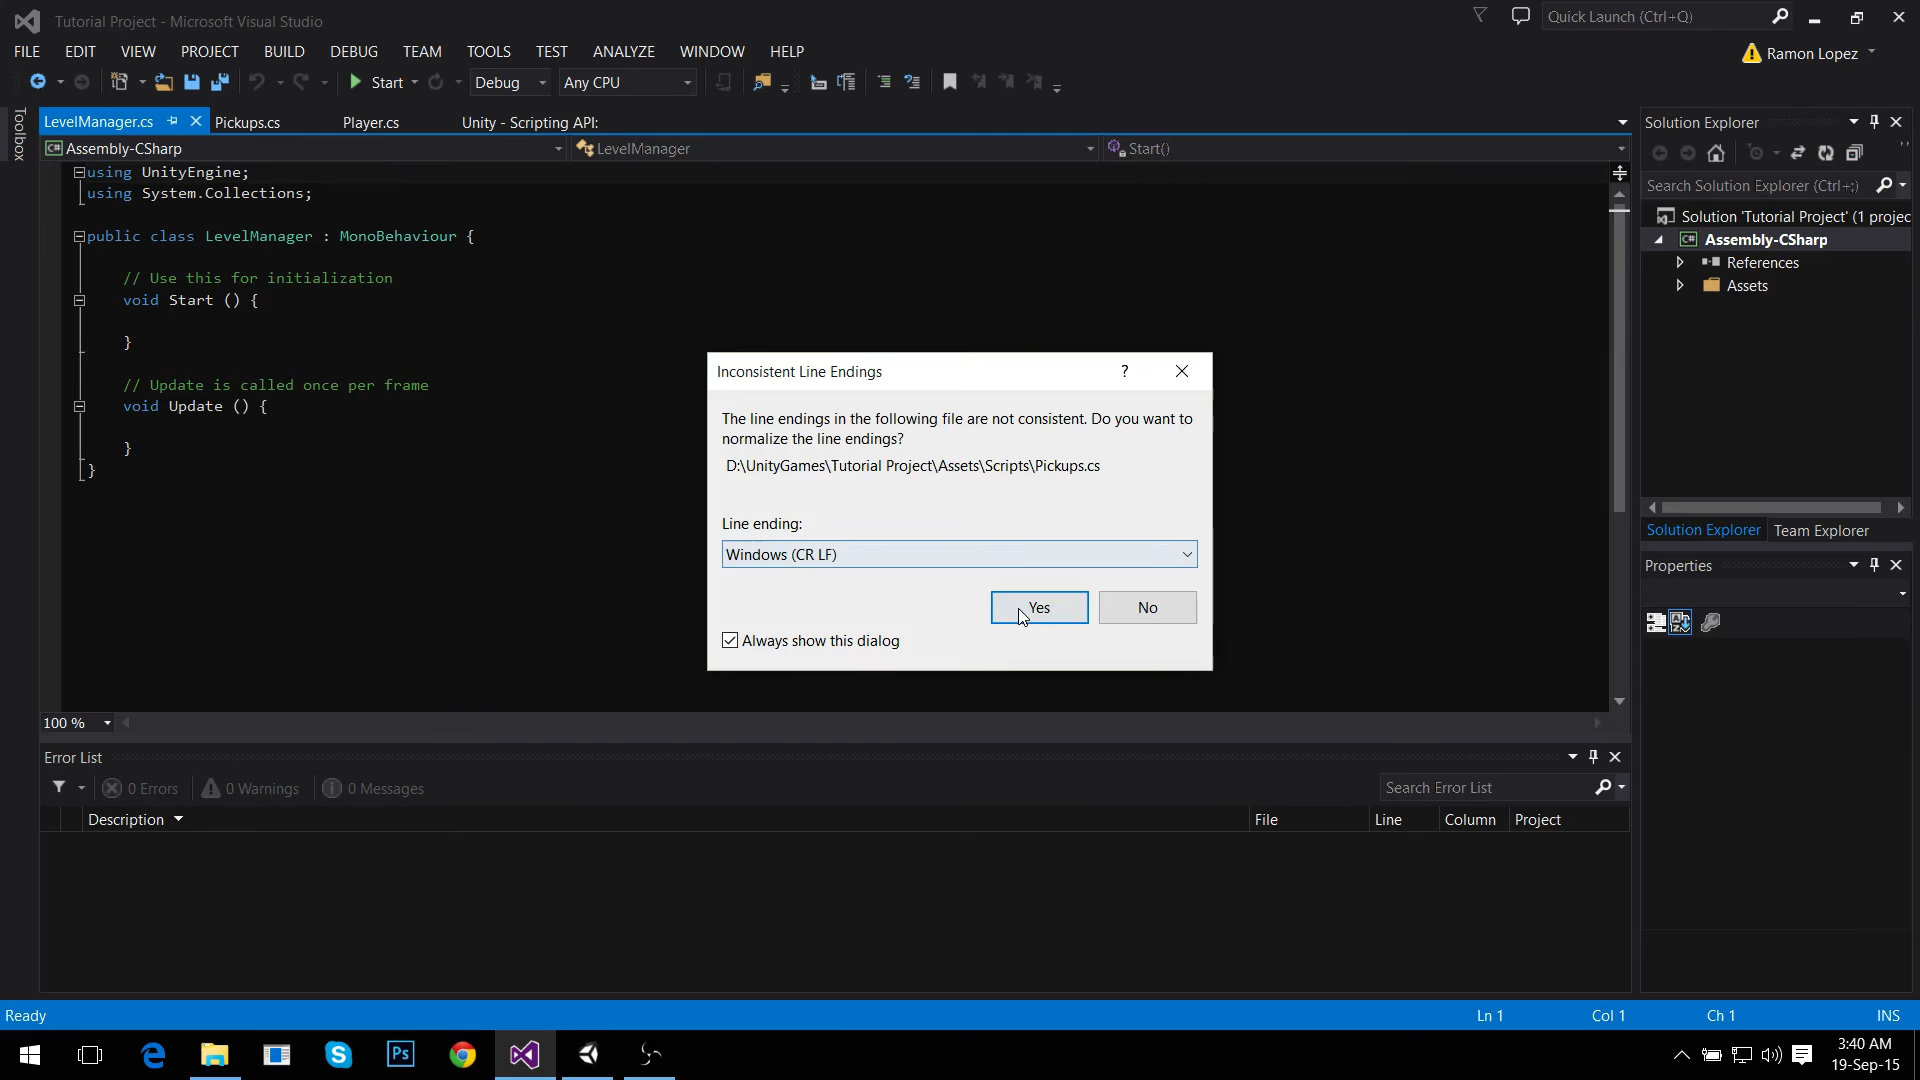 Tutorial Project - Microsoft Visual Studio
Quick Launch (Ctrl+Q)
FILE EDIT VIEW PROJECT BUILD DEBUG TEAM TOOLS TEST ANALYZE WINDOW HELP
Ramon Lopez
Start Debug Any CPU
Toolbox
LevelManager.cs Pickups.cs Player.cs Unity - Scripting API:
Assembly-CSharp LevelManager Start()
using UnityEngine;
using System.Collections;
public class LevelManager : MonoBehaviour {
// Use this for initialization
void Start () {
}
// Update is called once per frame
void Update () {
}
}
100 %
Inconsistent Line Endings
The line endings in the following file are not consistent. Do you want to
normalize the line endings?
D:\UnityGames\Tutorial Project\Assets\Scripts\Pickups.cs
Line ending:
Windows (CR LF)
Yes No
Always show this dialog
Solution Explorer
Search Solution Explorer (Ctrl+;)
Solution 'Tutorial Project' (1 projec
Assembly-CSharp
References
Assets
Solution Explorer Team Explorer
Properties
Error List
0 Errors 0 Warnings 0 Messages
Search Error List
Description File Line Column Project
Ready Ln 1 Col 1 Ch 1 INS
Ps
3:40 AM
19-Sep-15